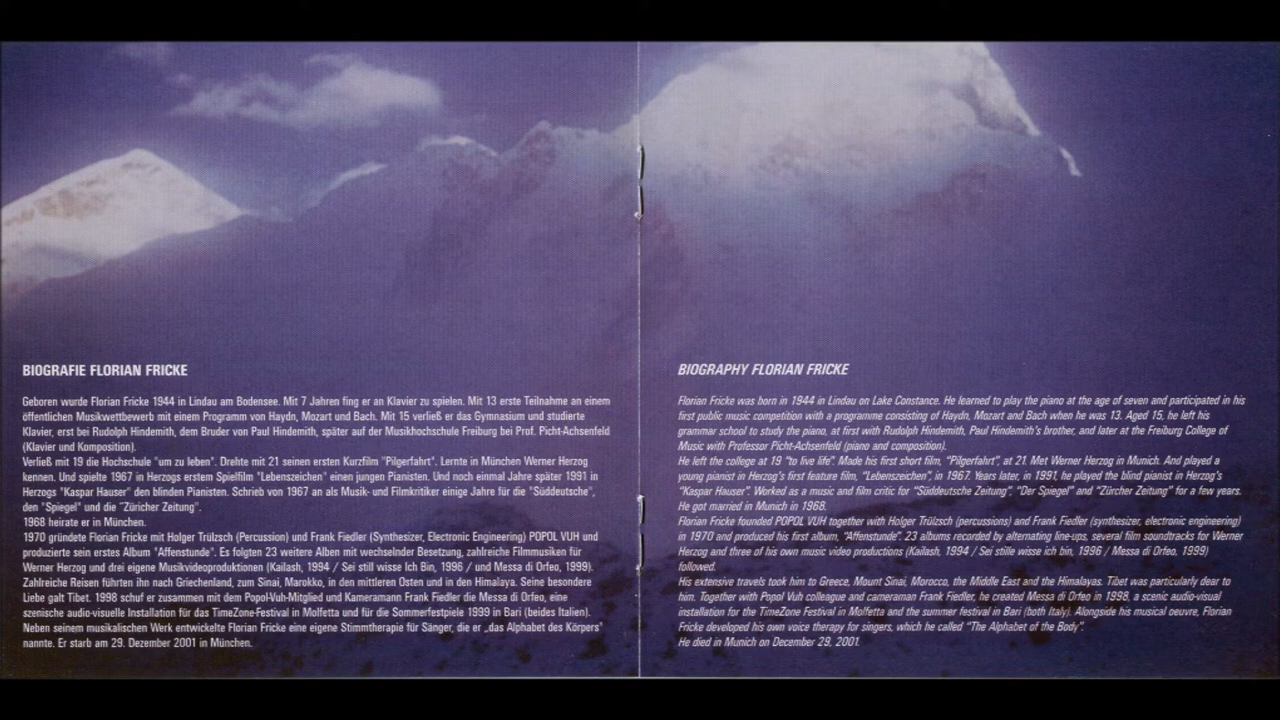 BIOGRAFIE FLORIAN FRICKE
Geboren wurde Florian Fricke 1944 in Lindau am Bodensee. Mit 7 Jahren fing er an Klavier zu spielen. Mit 13 erste Teilnahme an einem
öffentlichen Musikwettbewerb mit einem Programm von Haydn, Mozart und Bach. Mit 15 verließ er das Gymnasium und studierte
Klavier, erst bei Rudolph Hindemith, dem Bruder von Paul Hindemith, später auf der Musikhochschule Freiburg bei Prof. Picht-Achsenfeld
(Klavier und Komposition).
Verließ mit 19 die Hochschule "um zu leben". Drehte mit 21 seinen ersten Kurzfilm "Pilgerfahrt". Lernte in München Werner Herzog
kennen. Und spielte 1967 in Herzogs erstem Spielfilm "Lebenszeichen" einen jungen Pianisten. Und noch einmal Jahre später 1991 in
Herzogs "Kaspar Hauser" den blinden Pianisten. Schrieb von 1967 an als Musik- und Filmkritiker einige Jahre für die "Süddeutsche",
den "Spiegel" und die "Züricher Zeitung".
1968 heirate er in München.
1970 gründete Florian Fricke mit Holger Trülzsch (Percussion) und Frank Fiedler (Synthesizer, Electronic Engineering) POPOL VUH und
produzierte sein erstes Album "Affenstunde". Es folgten 23 weitere Alben mit wechselnder Besetzung, zahlreiche Filmmusiken für
Werner Herzog und drei eigene Musikvideoproduktionen (Kailash, 1994 / Sei still wisse Ich Bin, 1996 / und Messa di Orfeo, 1999).
Zahlreiche Reisen führten ihn nach Griechenland, zum Sinai, Marokko, in den mittleren Osten und in den Himalaya. Seine besondere
Liebe galt Tibet. 1998 schuf er zusammen mit dem Popol-Vuh-Mitglied und Kameramann Frank Fiedler die Messa di Orfeo, eine
szenische audio-visuelle Installation für das TimeZone-Festival in Molfetta und für die Sommerfestpiele 1999 in Bari (beides Italien).
Neben seinem musikalischen Werk entwickelte Florian Fricke eine eigene Stimmtherapie für Sänger, die er „das Alphabet des Körpers"
nannte. Er starb am 29. Dezember 2001 in München.
BIOGRAPHY FLORIAN FRICKE
Florian Fricke was born in 1944 in Lindau on Lake Constance. He learned to play the piano at the age of seven and participated in his
first public music competition with a programme consisting of Haydn, Mozart and Bach when he was 13. Aged 15, he left his
grammar school to study the piano, at first with Rudolph Hindemith, Paul Hindemith's brother, and later at the Freiburg College of
Music with Professor Picht-Achsenfeld (piano and composition).
He left the college at 19 "to live life". Made his first short film, "Pilgerfahrt", at 21. Met Werner Herzog in Munich. And played a
young pianist in Herzog's first feature film, "Lebenszeichen", in 1967. Years later, in 1991, he played the blind pianist in Herzog's
"Kaspar Hauser". Worked as a music and film critic for "Süddeutsche Zeitung", "Der Spiegel" and "Zürcher Zeitung" for a few years.
He got married in Munich in 1968.
Florian Fricke founded POPOL VUH together with Holger Trülzsch (percussions) and Frank Fiedler (synthesizer, electronic engineering)
in 1970 and produced his first album, "Affenstunde". 23 albums recorded by alternating line-ups, several film soundtracks for Werner
Herzog and three of his own music video productions (Kailash, 1994 / Sei stille wisse ich bin, 1996 / Messa di Orfeo, 1999)
followed.
His extensive travels took him to Greece, Mount Sinai, Morocco, the Middle East and the Himalayas. Tibet was particularly dear to
him. Together with Popol Vuh colleague and cameraman Frank Fiedler, he created Messa di Orfeo in 1998, a scenic audio-visual
installation for the TimeZone Festival in Molfetta and the summer festival in Bari (both Italy). Alongside his musical oeuvre, Florian
Fricke developed his own voice therapy for singers, which he called "The Alphabet of the Body".
He died in Munich on December 29, 2001.